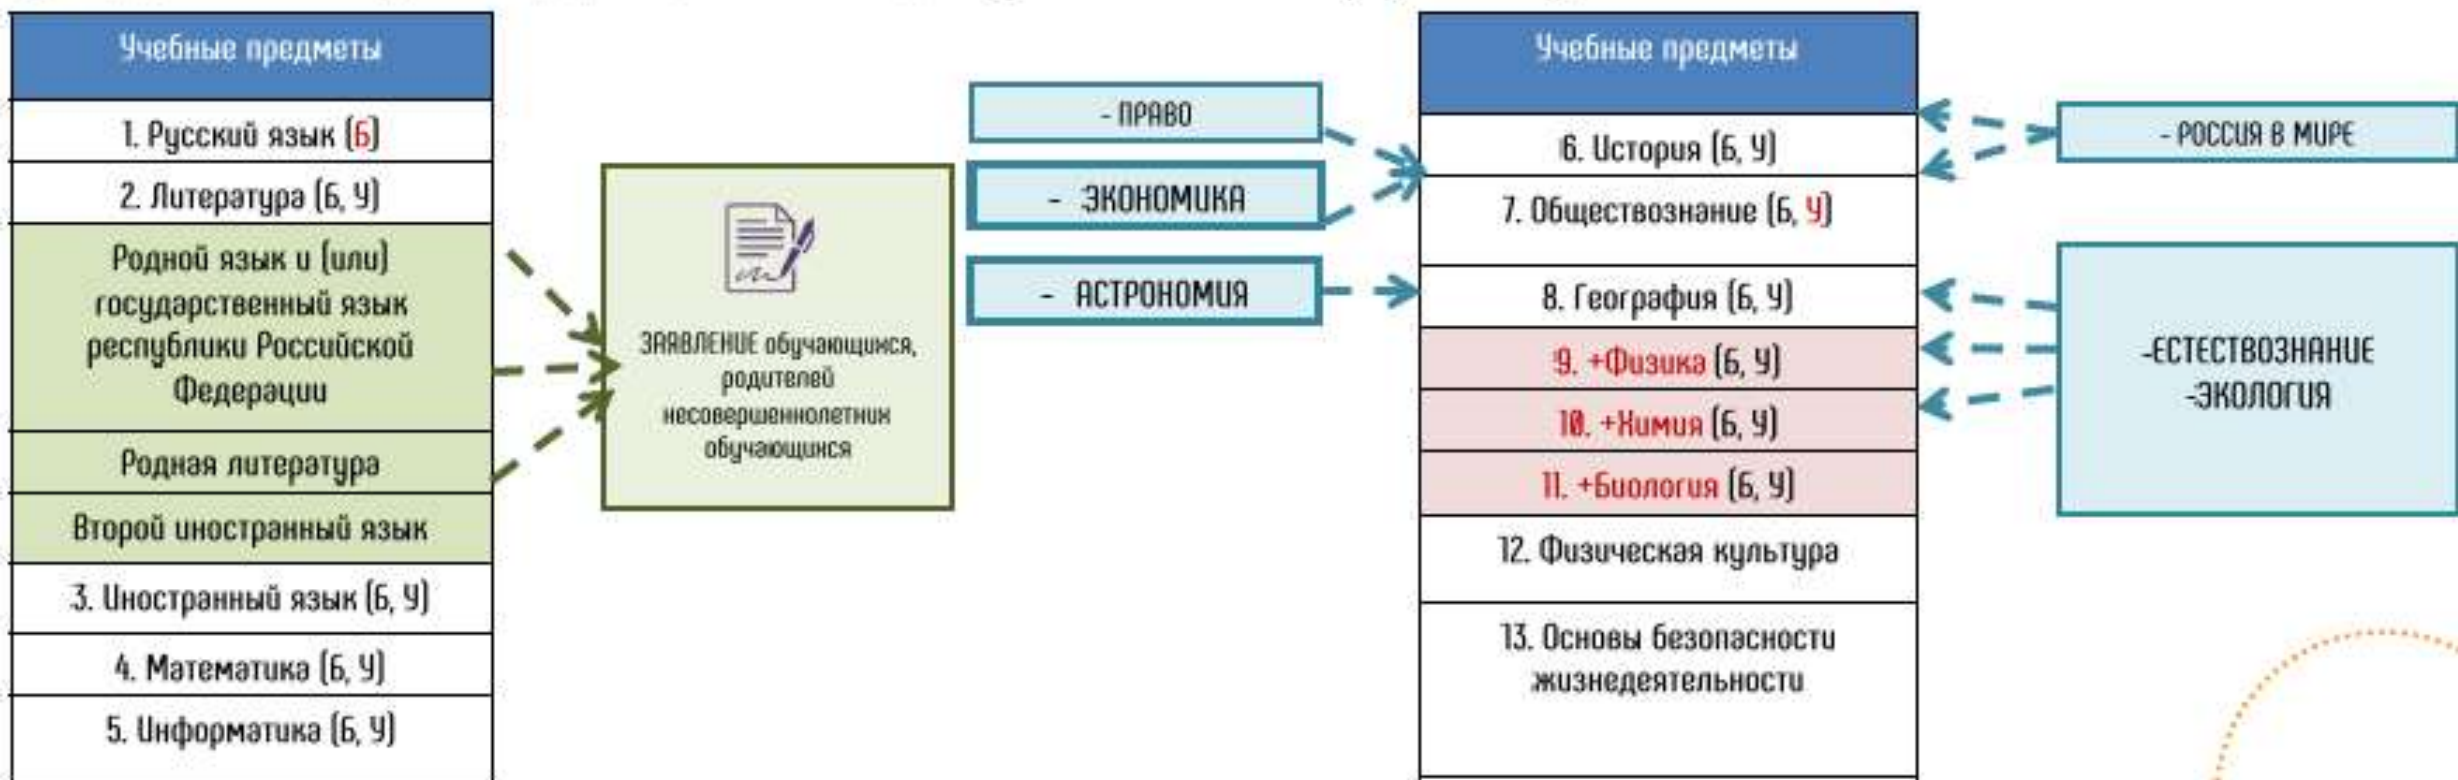 Учебные предметы
1. Русский язык (Б)
2. Литература (Б, У)
Родной язык и (или)
государственный язык
республики Российской
Федерации
Родная литература
Второй иностранный язык
3. Иностранный язык (Б, У)
4. Математика (Б, У)
5. Информатика (Б, У)
ЗАЯВЛЕНИЕ обучающихся,
родителей
несовершеннолетних
обучающихся
- ПРАВО
- ЭКОНОМИКА
- АСТРОНОМИЯ
Учебные предметы
6. История (Б, У)
7. Обществознание (Б, У)
8. География (Б, У)
9. +Физика (Б, У)
10. +Химия (Б, У)
11. +Биология (Б, У)
12. Физическая культура
13. Основы безопасности
жизнедеятельности
- РОССИЯ В МИРЕ
-ЕСТЕСТВОЗНАНИЕ
-ЭКОЛОГИЯ